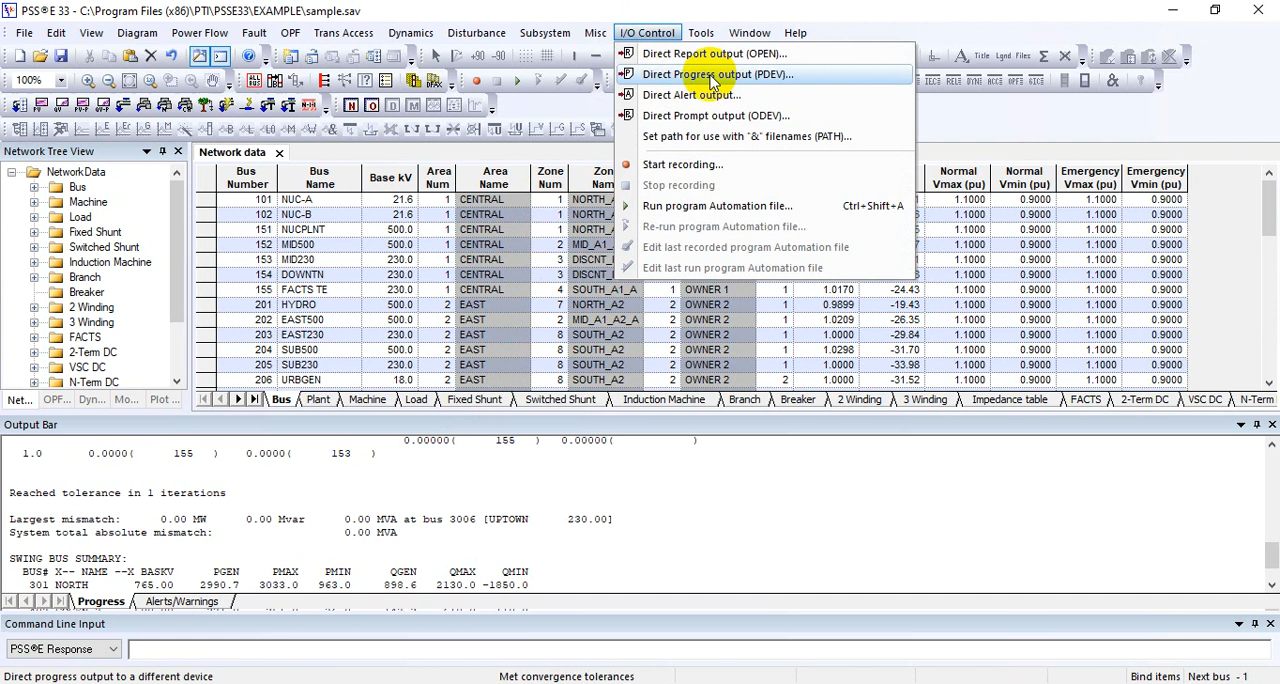 PSS®E 33 - C:\Program Files (x86)\PTI\PSSE33\EXAMPLE\sample.sav
File Edit View Diagram Power Flow Fault OPF Trans Access Dynamics Disturbance Subsystem Misc I/O Control Tools Window Help
Direct Report output (OPEN)...
Direct Progress output (PDEV)...
Direct Alert output...
Direct Prompt output (ODEV)...
Set path for use with "&" filenames (PATH)...
Start recording...
Stop recording
Run program Automation file... Ctrl+Shift+A
Re-run program Automation file...
Edit last recorded program Automation file
Edit last run program Automation file
100%
Title Lgnd Files
Network Tree View
NetworkData
Bus
Machine
Load
Fixed Shunt
Switched Shunt
Induction Machine
Branch
Breaker
2 Winding
3 Winding
FACTS
2-Term DC
VSC DC
N-Term DC
Net... OPF... Dyn... Mo... Plot ...
Network data
Bus Number Bus Name Base kV Area Num Area Name Zone Num Zon Nam Normal Vmax (pu) Normal Vmin (pu) Emergency Vmax (pu) Emergency Vmin (pu)
101 NUC-A 21.6 1 CENTRAL 1 NORTH_A 1.1000 0.9000 1.1000 0.9000
102 NUC-B 21.6 1 CENTRAL 1 NORTH_A 1.1000 0.9000 1.1000 0.9000
151 NUCPLNT 500.0 1 CENTRAL 1 NORTH_A 1.1000 0.9000 1.1000 0.9000
152 MID500 500.0 1 CENTRAL 2 MID_A1_ 1.1000 0.9000 1.1000 0.9000
153 MID230 230.0 1 CENTRAL 3 DISCNT_ 1.1000 0.9000 1.1000 0.9000
154 DOWNTN 230.0 1 CENTRAL 3 DISCNT_ 1.1000 0.9000 1.1000 0.9000
155 FACTS TE 230.0 1 CENTRAL 4 SOUTH_A1_A 1 OWNER 1 1 1.0170 -24.43 1.1000 0.9000 1.1000 0.9000
201 HYDRO 500.0 2 EAST 7 NORTH_A2 2 OWNER 2 1 0.9899 -19.43 1.1000 0.9000 1.1000 0.9000
202 EAST500 500.0 2 EAST 2 MID_A1_A2_A 2 OWNER 2 1 1.0209 -26.35 1.1000 0.9000 1.1000 0.9000
203 EAST230 230.0 2 EAST 8 SOUTH_A2 2 OWNER 2 1 1.0000 -29.84 1.1000 0.9000 1.1000 0.9000
204 SUB500 500.0 2 EAST 8 SOUTH_A2 2 OWNER 2 1 1.0298 -31.70 1.1000 0.9000 1.1000 0.9000
205 SUB230 230.0 2 EAST 8 SOUTH_A2 2 OWNER 2 1 1.0000 -33.98 1.1000 0.9000 1.1000 0.9000
206 URBGEN 18.0 2 EAST 8 SOUTH_A2 2 OWNER 2 2 1.0000 -31.52 1.1000 0.9000 1.1000 0.9000
Bus Plant Machine Load Fixed Shunt Switched Shunt Induction Machine Branch Breaker 2 Winding 3 Winding Impedance table FACTS 2-Term DC VSC DC N-Term
Output Bar
0.00000( 155 ) 0.00000( )
1.0 0.0000( 155 ) 0.0000( 153 )
Reached tolerance in 1 iterations
Largest mismatch: 0.00 MW 0.00 Mvar 0.00 MVA at bus 3006 [UPTOWN 230.00]
System total absolute mismatch: 0.00 MVA
SWING BUS SUMMARY:
BUS# X-- NAME --X BASKV PGEN PMAX PMIN QGEN QMAX QMIN
301 NORTH 765.00 2990.7 3033.0 963.0 898.6 2130.0 -1850.0
Progress Alerts/Warnings
Command Line Input
PSS®E Response
Direct progress output to a different device Met convergence tolerances Bind items Next bus - 1